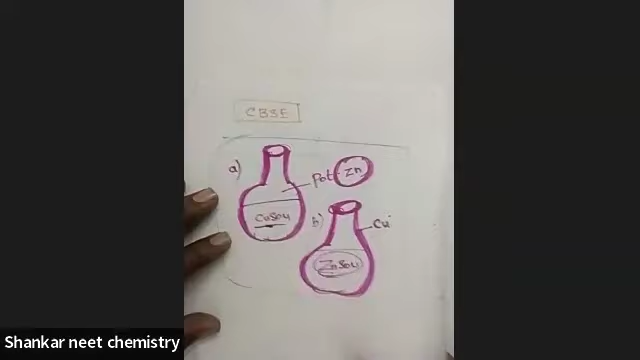 CBSE
a)
pot Zn
CuSO4
b)
Cu
ZnSO4
Shankar neet chemistry